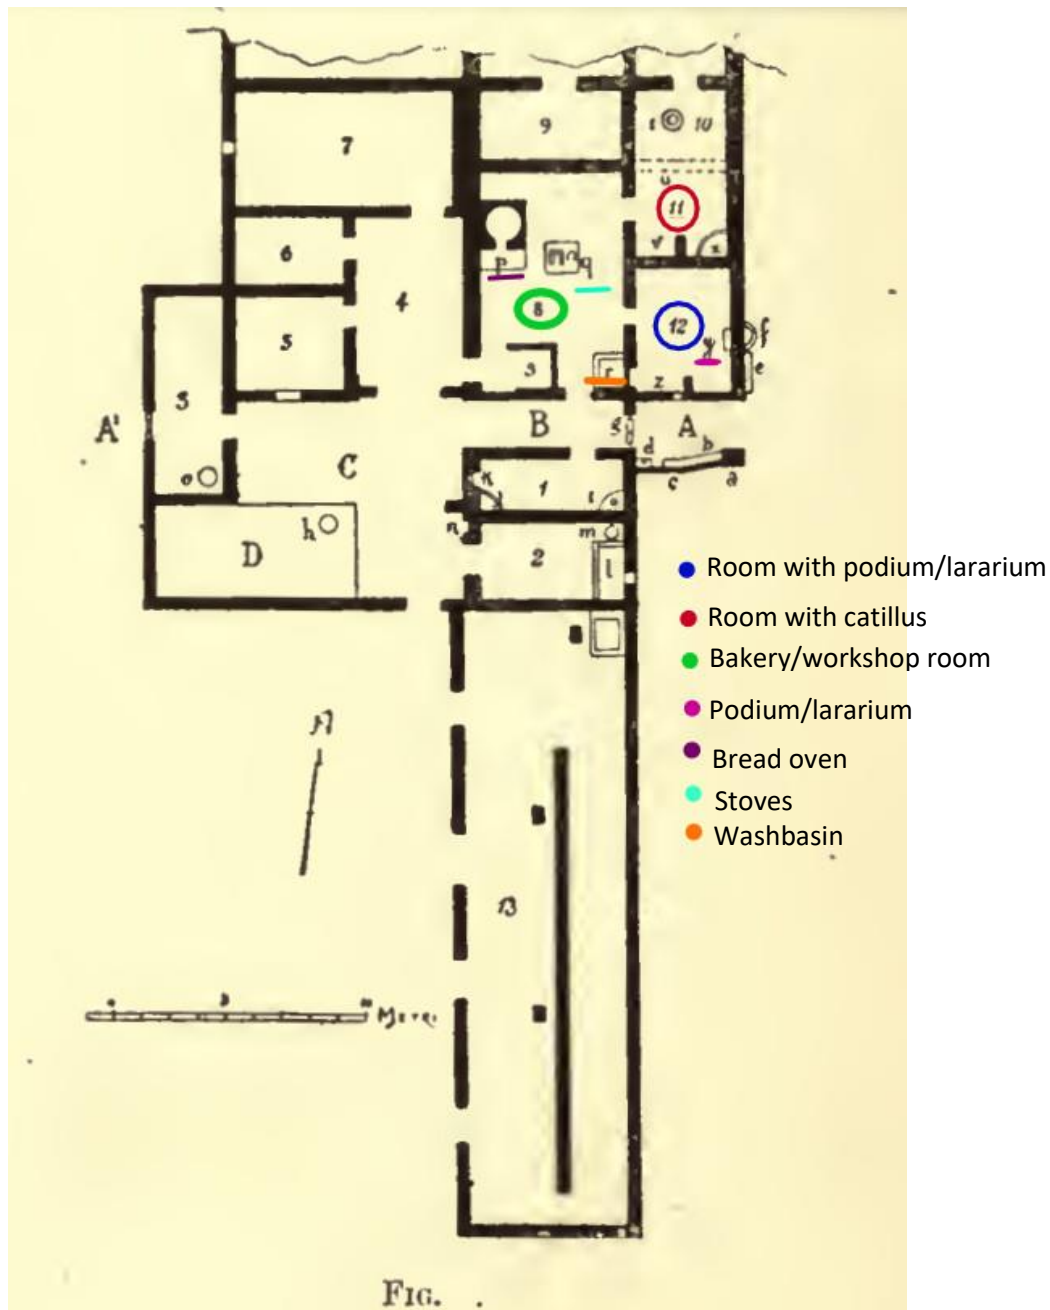 7
9
t 10
u
11
6
v x
p q
4
8
12
f
5
y
3
s
r
e
z
A'
B
g
A
d b
C
k
1
c a
o
i t
h
n
m
D
2
l
Room with podium/lararium
Room with catillus
Bakery/workshop room
Podium/lararium
N
Bread oven
Stoves
Washbasin
13
Metri
FIG. .